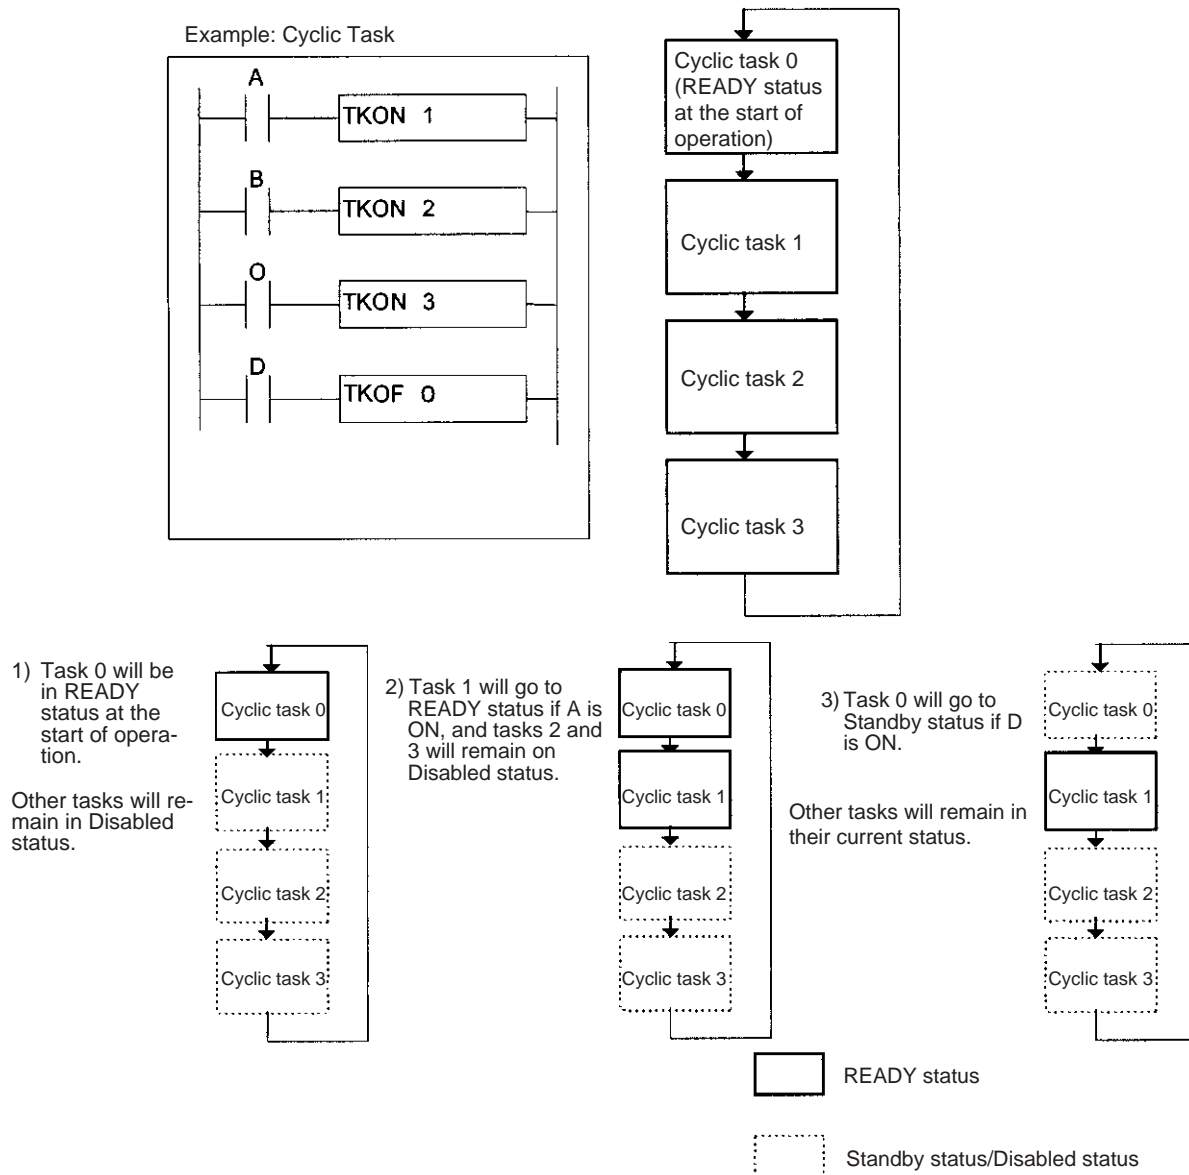 Example: Cyclic Task
A
TKON 1
B
TKON 2
O
TKON 3
D
TKOF 0
Cyclic task 0
(READY status
at the start of
operation)
Cyclic task 1
Cyclic task 2
Cyclic task 3
1) Task 0 will be
in READY
status at the
start of opera-
tion.
Other tasks will re-
main in Disabled
status.
Cyclic task 0
Cyclic task 1
Cyclic task 2
Cyclic task 3
2) Task 1 will go to
READY status if A is
ON, and tasks 2 and
3 will remain on
Disabled status.
Cyclic task 0
Cyclic task 1
Cyclic task 2
Cyclic task 3
3) Task 0 will go to
Standby status if D
is ON.
Other tasks will remain in
their current status.
Cyclic task 0
Cyclic task 1
Cyclic task 2
Cyclic task 3
READY status
Standby status/Disabled status